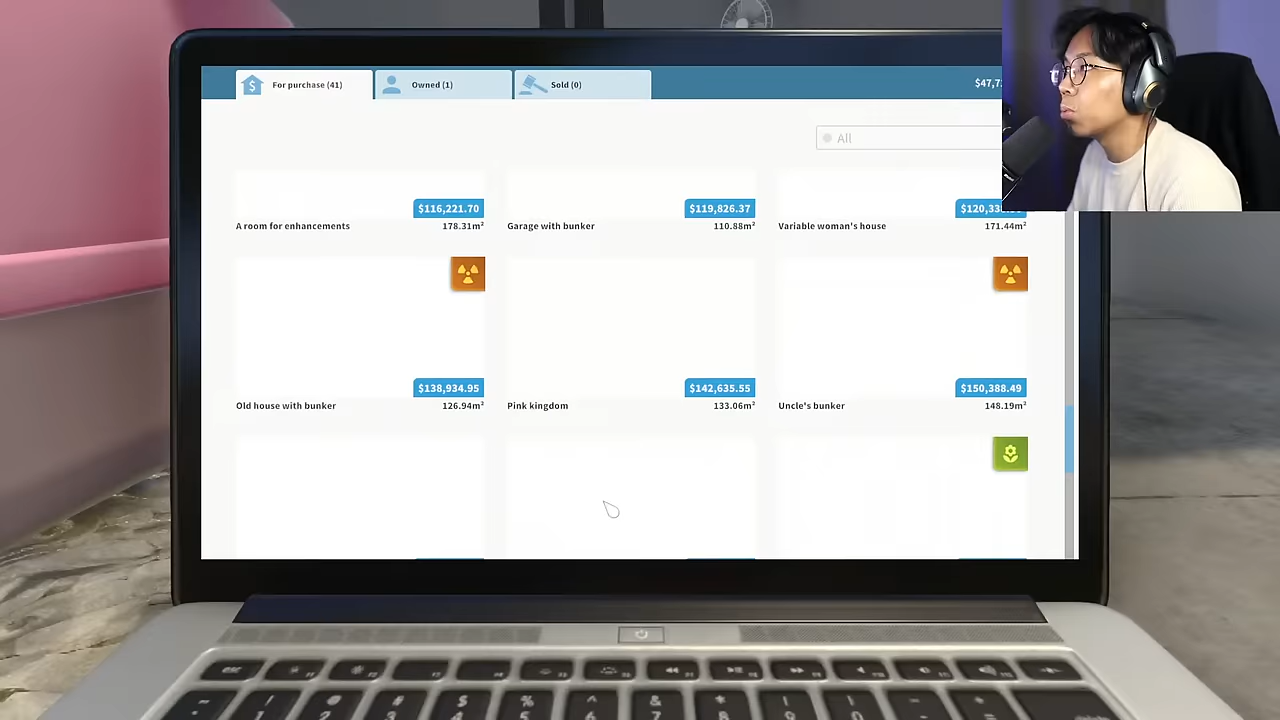 For purchase (41)
Owned (1)
Sold (0)
All
$116,221.70
$119,826.37
A room for enhancements
178.31m²
Garage with bunker
110.88m²
Variable woman's house
171.44m²
$138,934.95
$142,635.55
$150,388.49
Old house with bunker
126.94m²
Pink kingdom
133.06m²
Uncle's bunker
148.19m²
esc